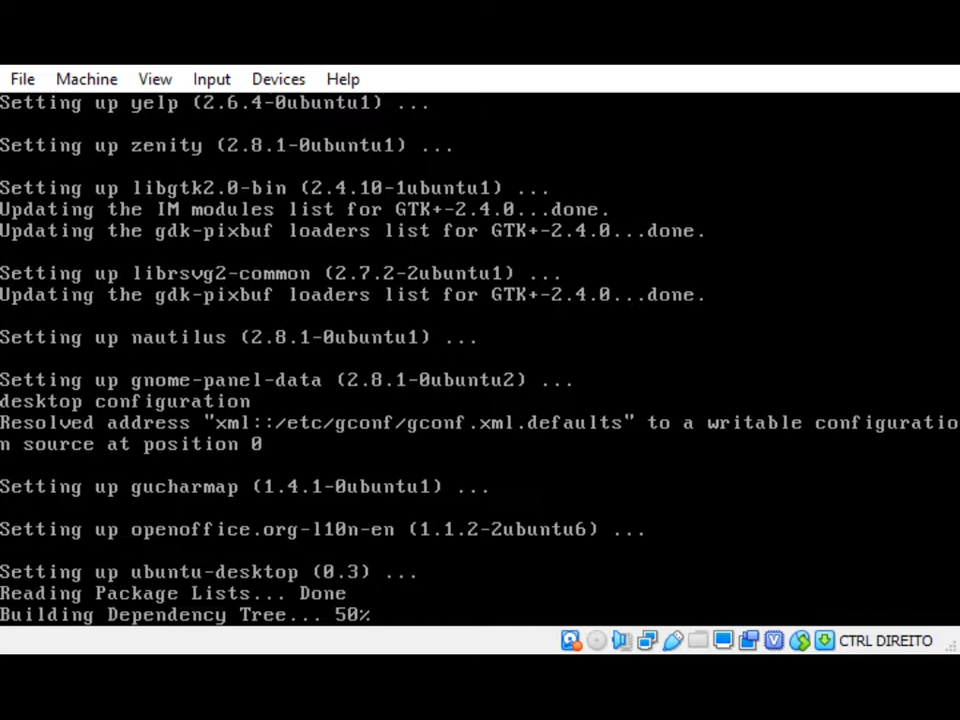 File Machine View Input Devices Help
Setting up yelp (2.6.4-0ubuntu1) ...
Setting up zenity (2.8.1-0ubuntu1) ...
Setting up libgtk2.0-bin (2.4.10-1ubuntu1) ...
Updating the IM modules list for GTK+-2.4.0...done.
Updating the gdk-pixbuf loaders list for GTK+-2.4.0...done.
Setting up librsvg2-common (2.7.2-2ubuntu1) ...
Updating the gdk-pixbuf loaders list for GTK+-2.4.0...done.
Setting up nautilus (2.8.1-0ubuntu1) ...
Setting up gnome-panel-data (2.8.1-0ubuntu2) ...
desktop configuration
Resolved address "xml::/etc/gconf/gconf.xml.defaults" to a writable configuratio
n source at position 0
Setting up gucharmap (1.4.1-0ubuntu1) ...
Setting up openoffice.org-l10n-en (1.1.2-2ubuntu6) ...
Setting up ubuntu-desktop (0.3) ...
Reading Package Lists... Done
Building Dependency Tree... 50%
CTRL DIREITO